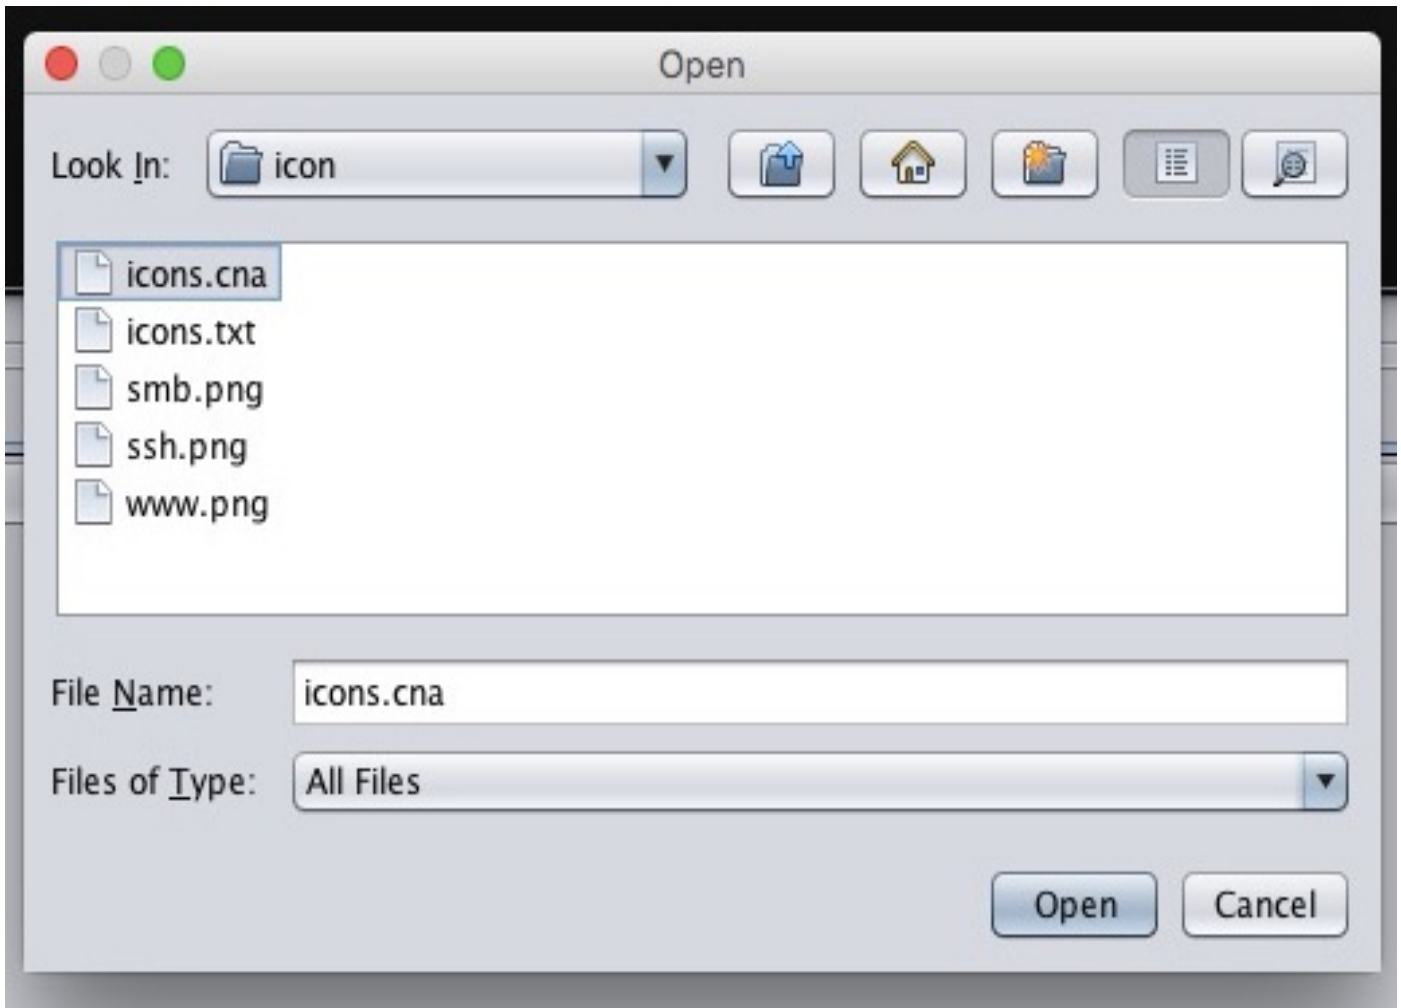 Open
Look In: icon
icons.cna
icons.txt
smb.png
ssh.png
www.png
File Name: icons.cna
Files of Type: All Files
Open Cancel